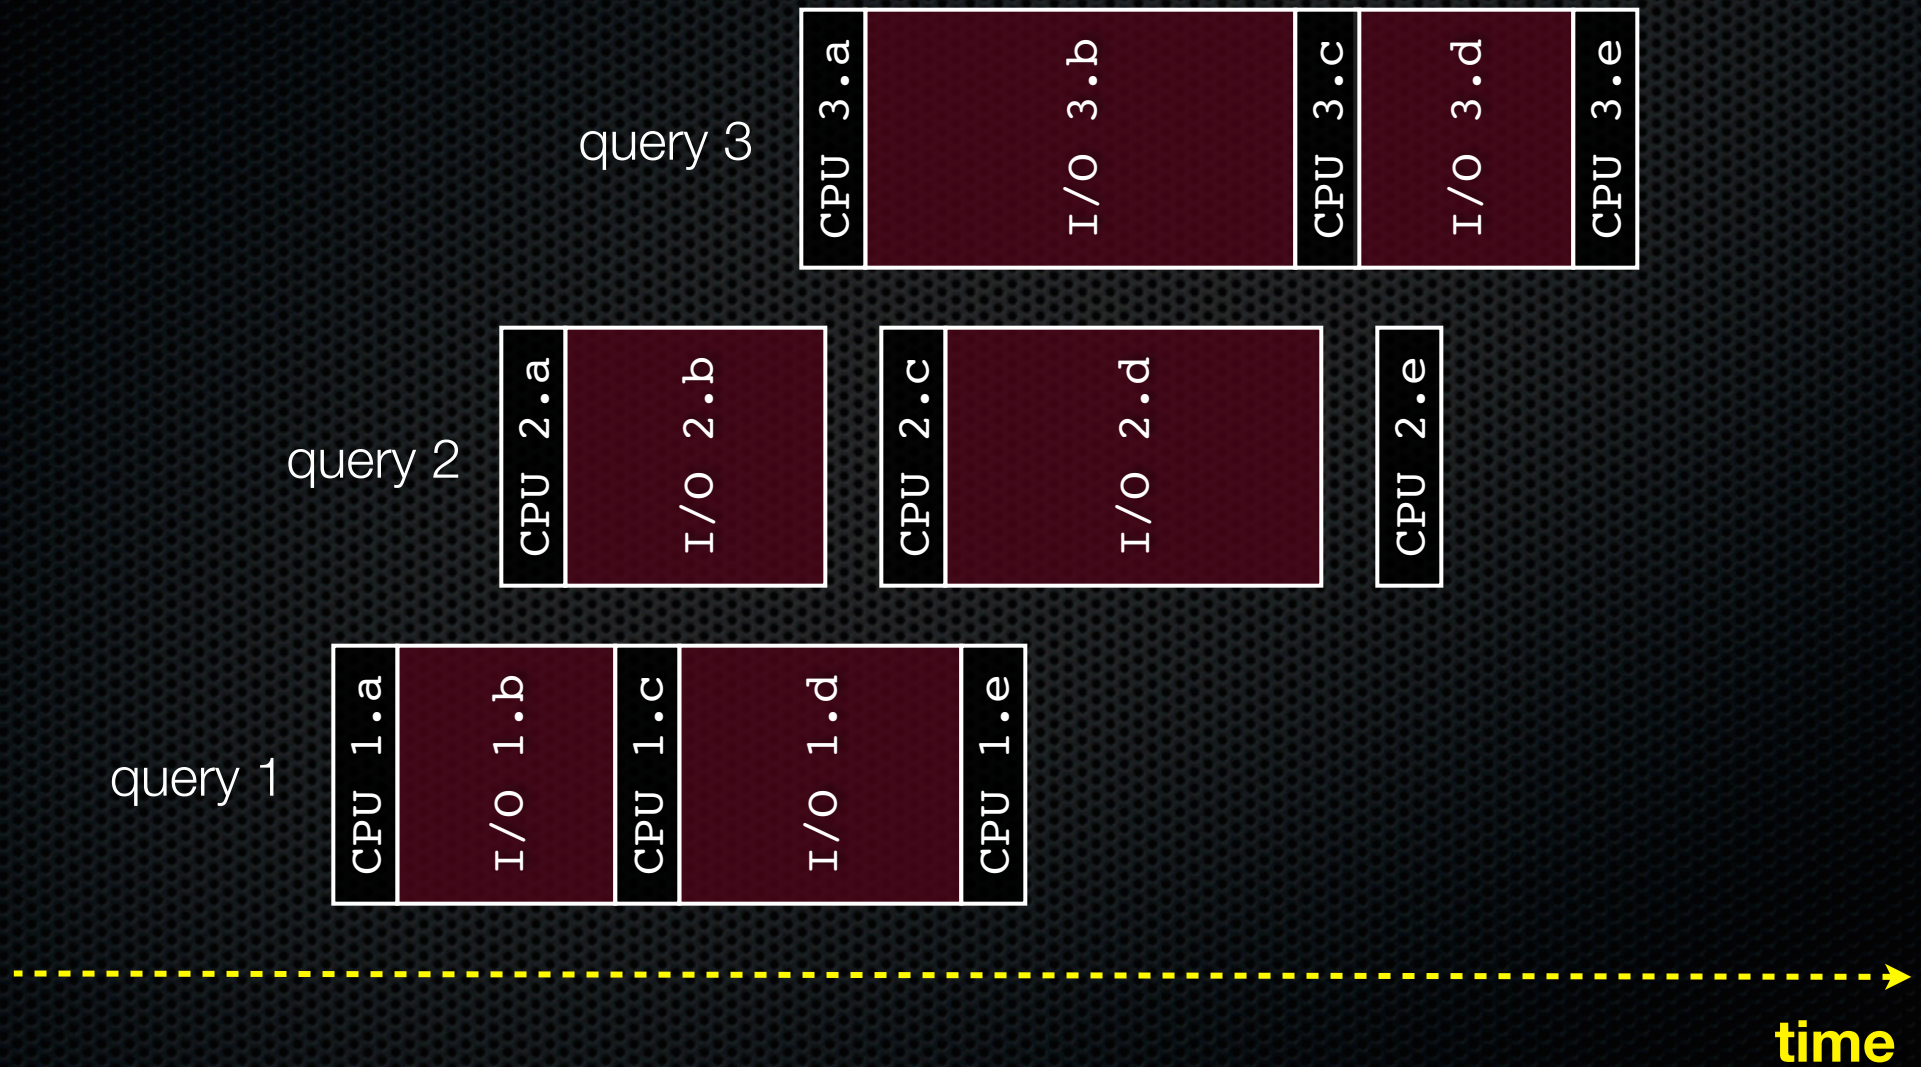 query 3
CPU 3.a
I/O 3.b
CPU 3.c
I/O 3.d
CPU 3.e
query 2
CPU 2.a
I/O 2.b
CPU 2.c
I/O 2.d
CPU 2.e
query 1
CPU 1.a
I/O 1.b
CPU 1.c
I/O 1.d
CPU 1.e
time